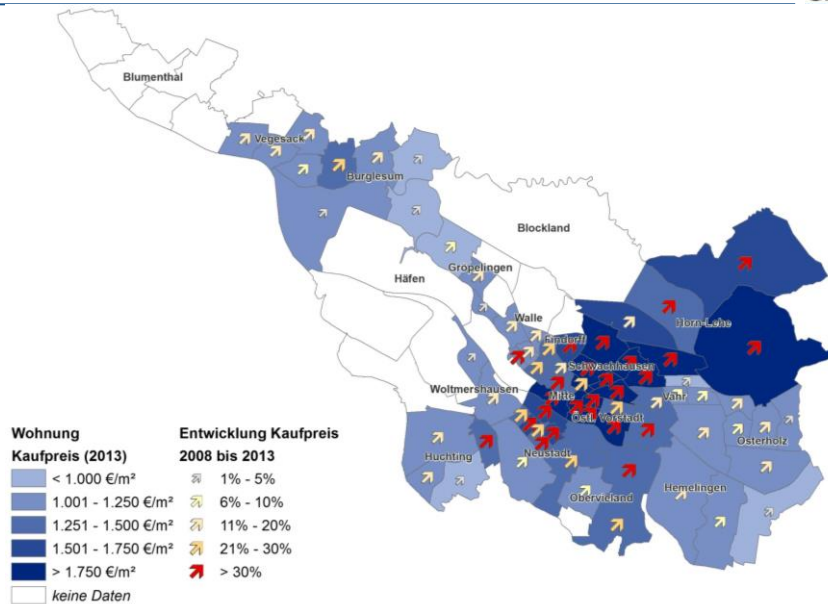 Blumenthal
Vegesack
Burglesum
Blockland
Gröpelingen
Häfen
Horn-Lehe
Walle
Findorff
Schwachhausen
Woltmershausen
Mitte
Vahr
Östl. Vorstadt
Osterholz
Huchting
Neustadt
Hemelingen
Obervieland
Wohnung
Kaufpreis (2013)
< 1.000 €/m²
1.001 - 1.250 €/m²
1.251 - 1.500 €/m²
1.501 - 1.750 €/m²
> 1.750 €/m²
keine Daten
Entwicklung Kaufpreis
2008 bis 2013
1% - 5%
6% - 10%
11% - 20%
21% - 30%
> 30%